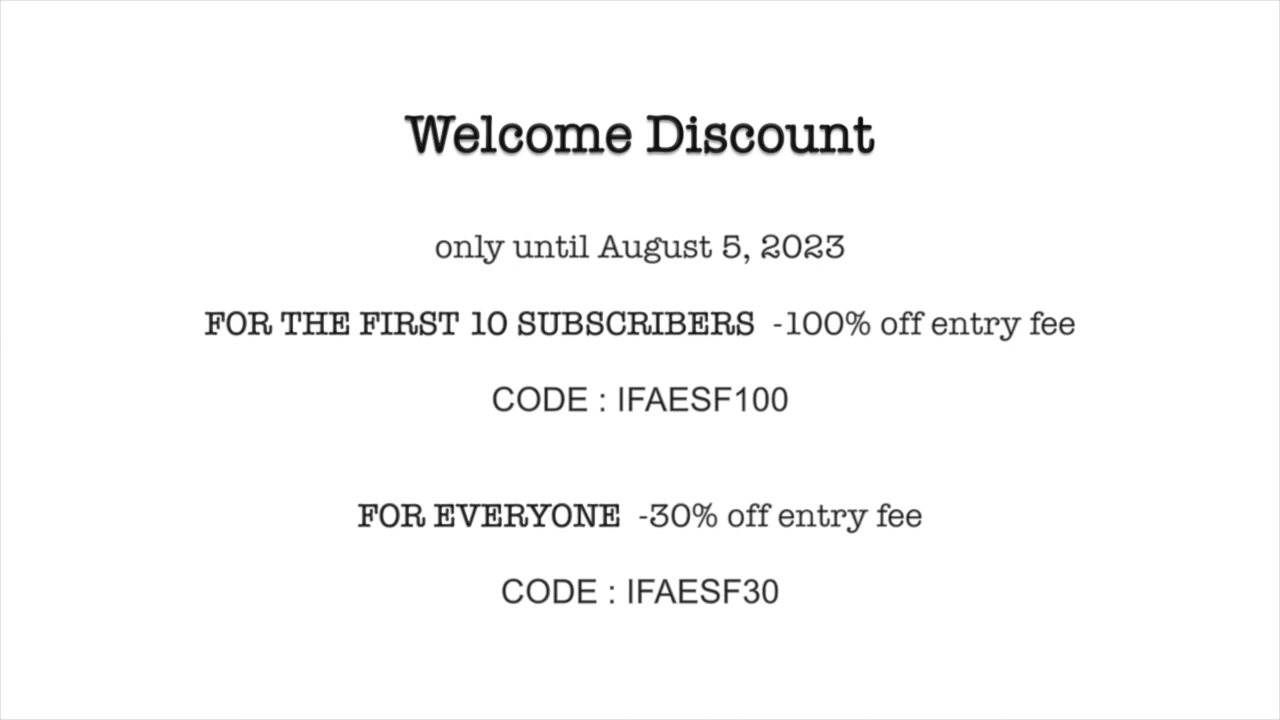 Welcome Discount
only until August 5, 2023
FOR THE FIRST 10 SUBSCRIBERS -100% off entry fee
CODE : IFAESF100
FOR EVERYONE -30% off entry fee
CODE : IFAESF30